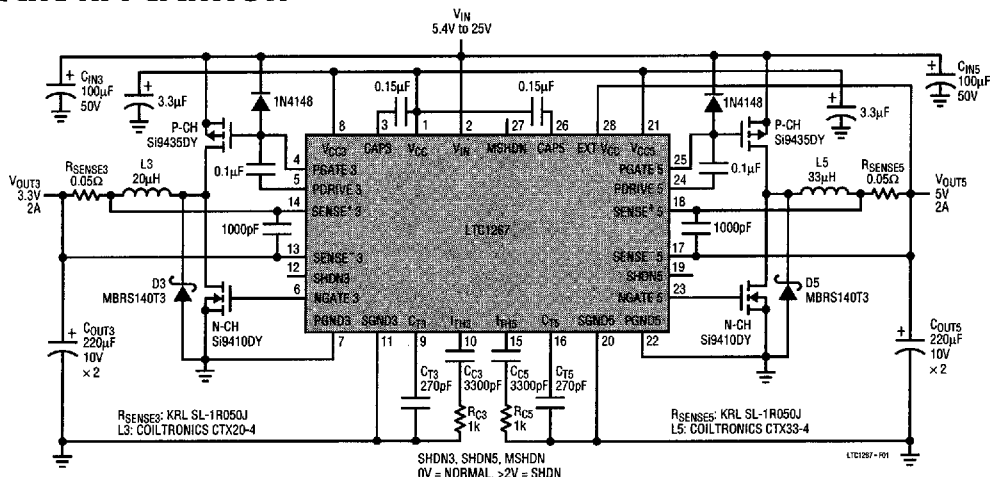 V_IN
5.4V to 25V
C_IN3
100µF
50V
3.3µF
1N4148
0.15µF
0.15µF
1N4148
3.3µF
C_IN5
100µF
50V
P-CH
Si9435DY
P-CH
Si9435DY
8
3
1
2
27
26
28
21
V_CC3
CAP3
V_CC
V_IN
MSHDN
CAP5
EXT V_CC
V_CC5
4
PGATE 3
PGATE 5
25
0.1µF
0.1µF
5
PDRIVE 3
PDRIVE 5
24
V_OUT3
3.3V
2A
R_SENSE3
0.05Ω
L3
20µH
L5
33µH
R_SENSE5
0.05Ω
V_OUT5
5V
2A
14
SENSE+ 3
SENSE+ 5
18
1000pF
LTC1267
1000pF
13
SENSE- 3
SENSE- 5
17
12
SHDN3
SHDN5
19
D3
MBRS140T3
6
NGATE 3
NGATE 5
23
D5
MBRS140T3
N-CH
Si9410DY
N-CH
Si9410DY
PGND3
SGND3
C_T3
I_TH3
I_TH5
C_T5
SGND5
PGND5
7
11
9
10
15
16
20
22
C_OUT3
220µF
10V
× 2
C_T3
270pF
C_C3
3300pF
C_C5
3300pF
C_T5
270pF
C_OUT5
220µF
10V
× 2
R_C3
1k
R_C5
1k
R_SENSE3: KRL SL-1R050J
L3: COILTRONICS CTX20-4
R_SENSE5: KRL SL-1R050J
L5: COILTRONICS CTX33-4
SHDN3, SHDN5, MSHDN
0V = NORMAL, >2V = SHDN
LTC1267 • F01